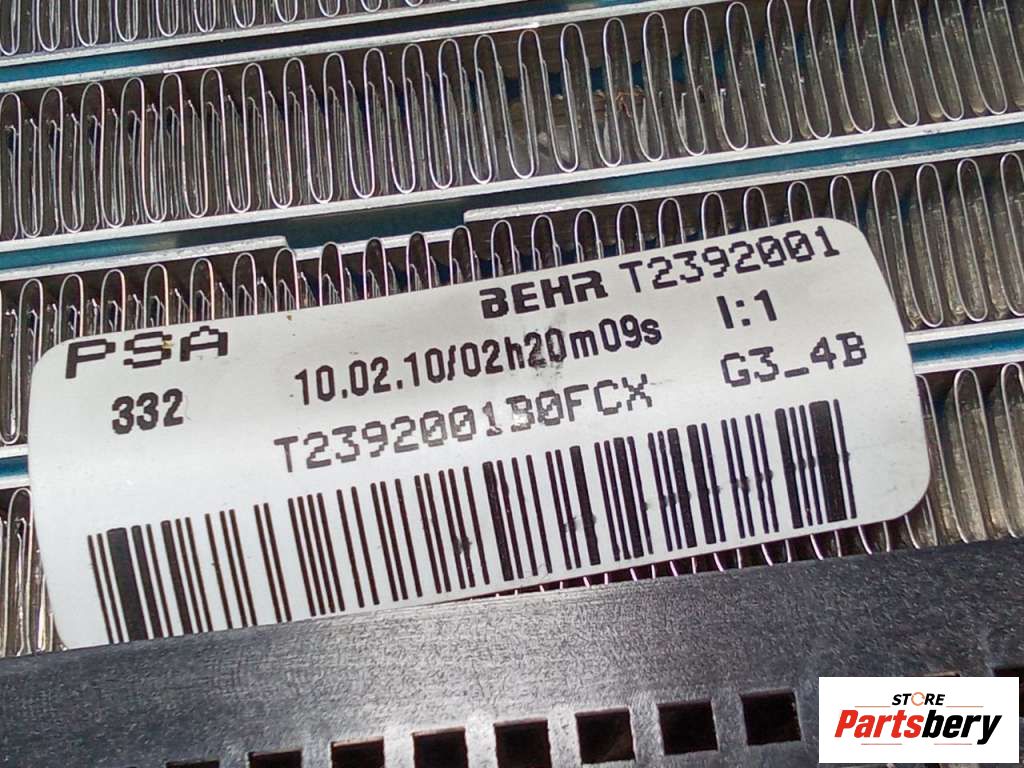 BEHR T2392001
PSA 10.02.10/02h20m09s I:1
332 T2392001B0FCX G3_4B
STORE
Partsbery